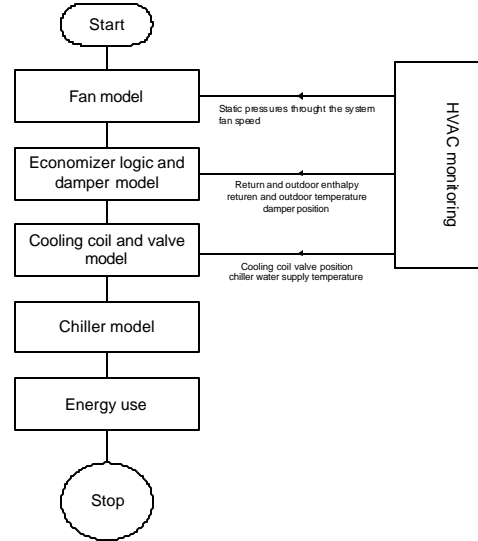 Start
Fan model
Static pressures throught the system
fan speed
Economizer logic and
damper model
Return and outdoor enthalpy
returen and outdoor temperature
damper position
Cooling coil and valve
model
Cooling coil valve position
chiller water supply temperature
HVAC monitoring
Chiller model
Energy use
Stop